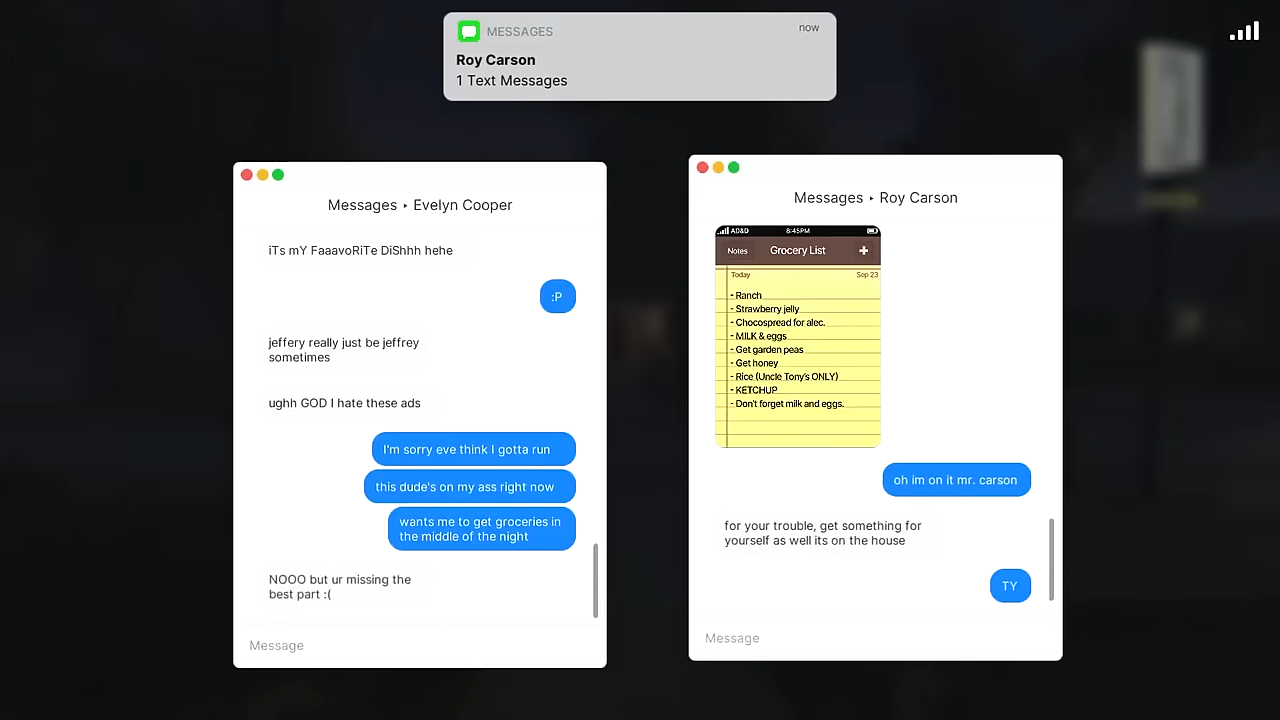 MESSAGES
now
Roy Carson
1 Text Messages
Messages ‣ Evelyn Cooper
iTs mY FaaavoRiTe DiShhh hehe
:P
jeffery really just be jeffrey
sometimes
ughh GOD I hate these ads
I'm sorry eve think I gotta run
this dude's on my ass right now
wants me to get groceries in
the middle of the night
NOOO but ur missing the
best part :(
Message
Messages ‣ Roy Carson
AD&D 8:45PM
Notes Grocery List +
Today Sep 23
- Ranch
- Strawberry jelly
- Chocospread for alec.
- MILK & eggs
- Get garden peas
- Get honey
- Rice (Uncle Tony's ONLY)
- KETCHUP
- Don't forget milk and eggs.
oh im on it mr. carson
for your trouble, get something for
yourself as well its on the house
TY
Message